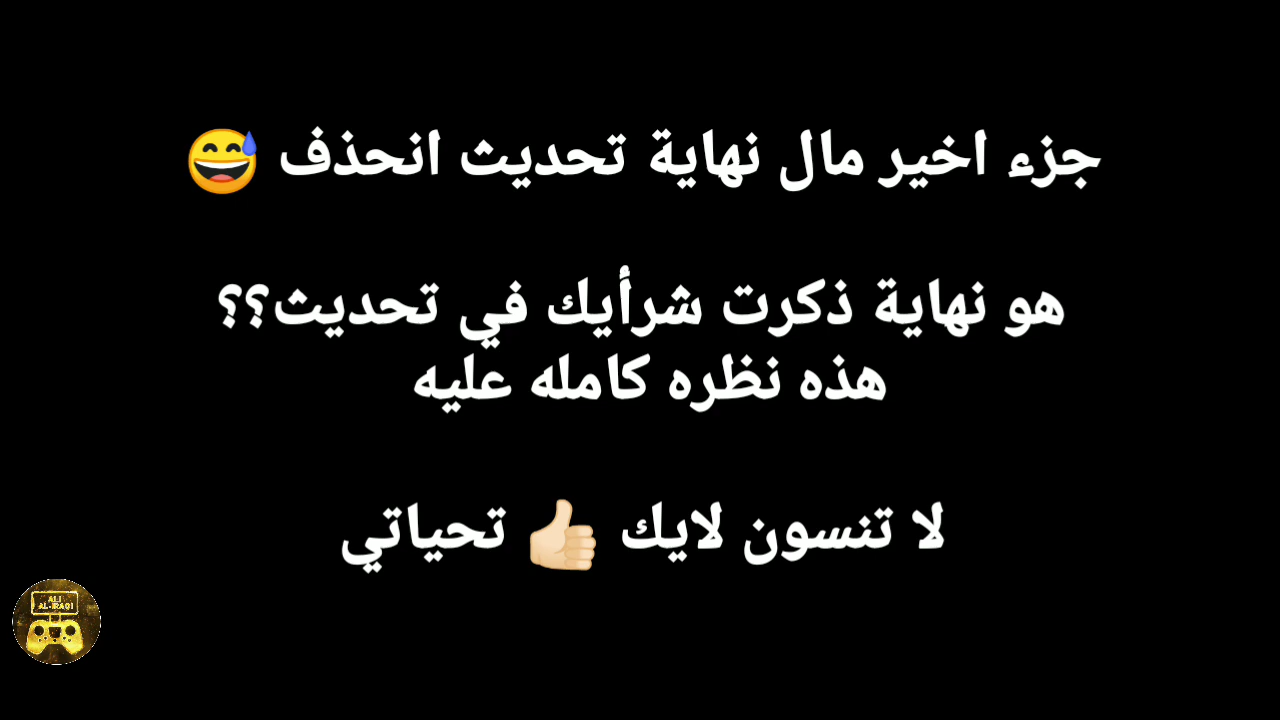 جزء اخير مال نهاية تحديث انحذف 😅
هو نهاية ذكرت شرأيك في تحديث؟؟
هذه نظره كامله عليه
لا تنسون لايك 👍🏻 تحياتي
ALI
AL-IRAQI